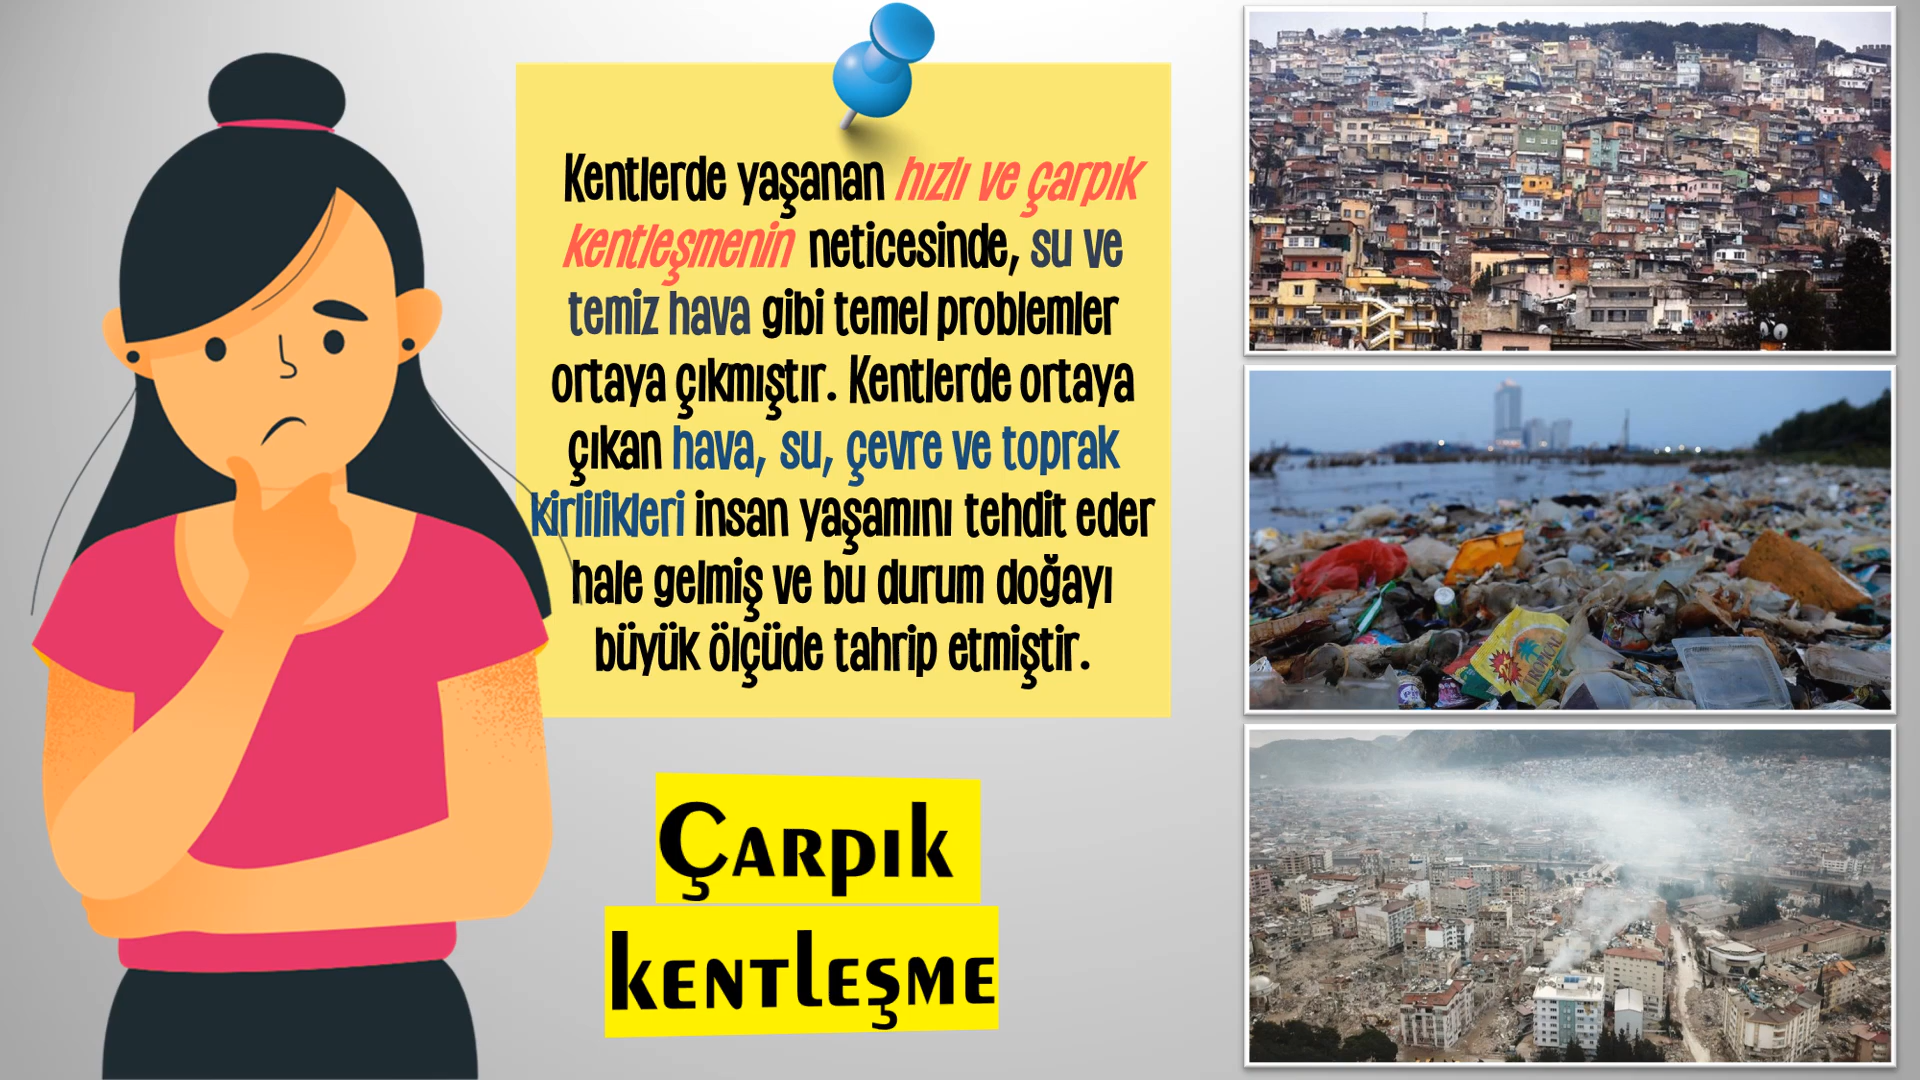 Kentlerde yaşanan hızlı ve çarpık
kentleşmenin neticesinde, su ve
temiz hava gibi temel problemler
ortaya çıkmıştır. Kentlerde ortaya
çıkan hava, su, çevre ve toprak
kirlilikleri insan yaşamını tehdit eder
hale gelmiş ve bu durum doğayı
büyük ölçüde tahrip etmiştir.
Çarpık
kentleşme
TROPICAL